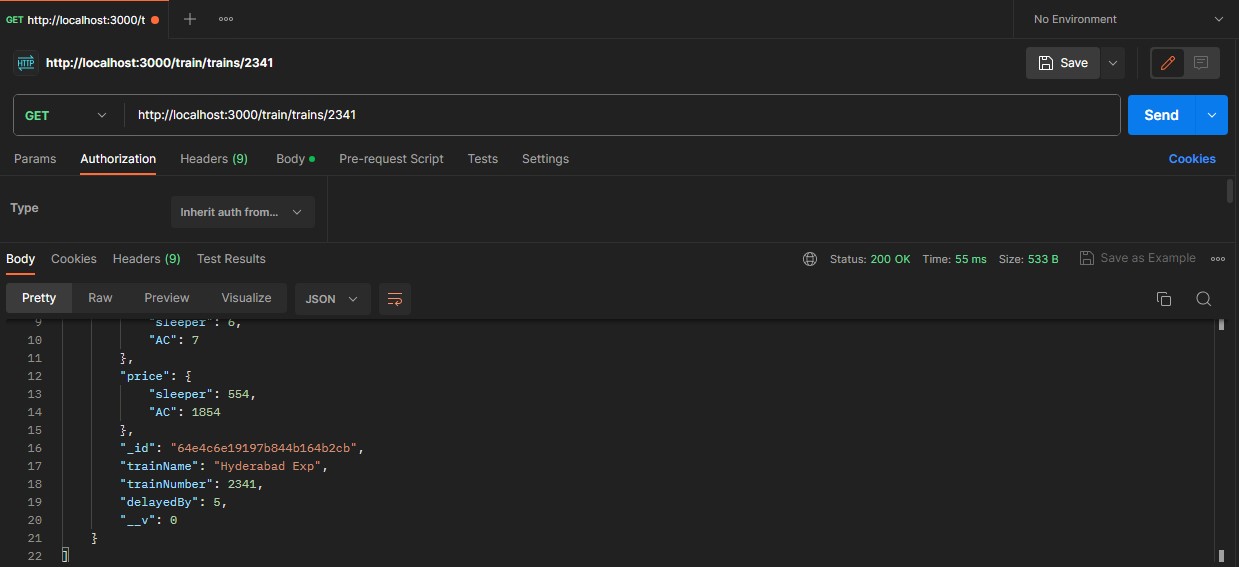 GET http://localhost:3000/t
No Environment
HTTP http://localhost:3000/train/trains/2341
Save
GET http://localhost:3000/train/trains/2341 Send
Params Authorization Headers (9) Body Pre-request Script Tests Settings Cookies
Type Inherit auth from...
Body Cookies Headers (9) Test Results Status: 200 OK Time: 55 ms Size: 533 B Save as Example
Pretty Raw Preview Visualize JSON
9 "sleeper": 6,
10 "AC": 7
11 },
12 "price": {
13 "sleeper": 554,
14 "AC": 1854
15 },
16 "_id": "64e4c6e19197b844b164b2cb",
17 "trainName": "Hyderabad Exp",
18 "trainNumber": 2341,
19 "delayedBy": 5,
20 "__v": 0
21 }
22 ]